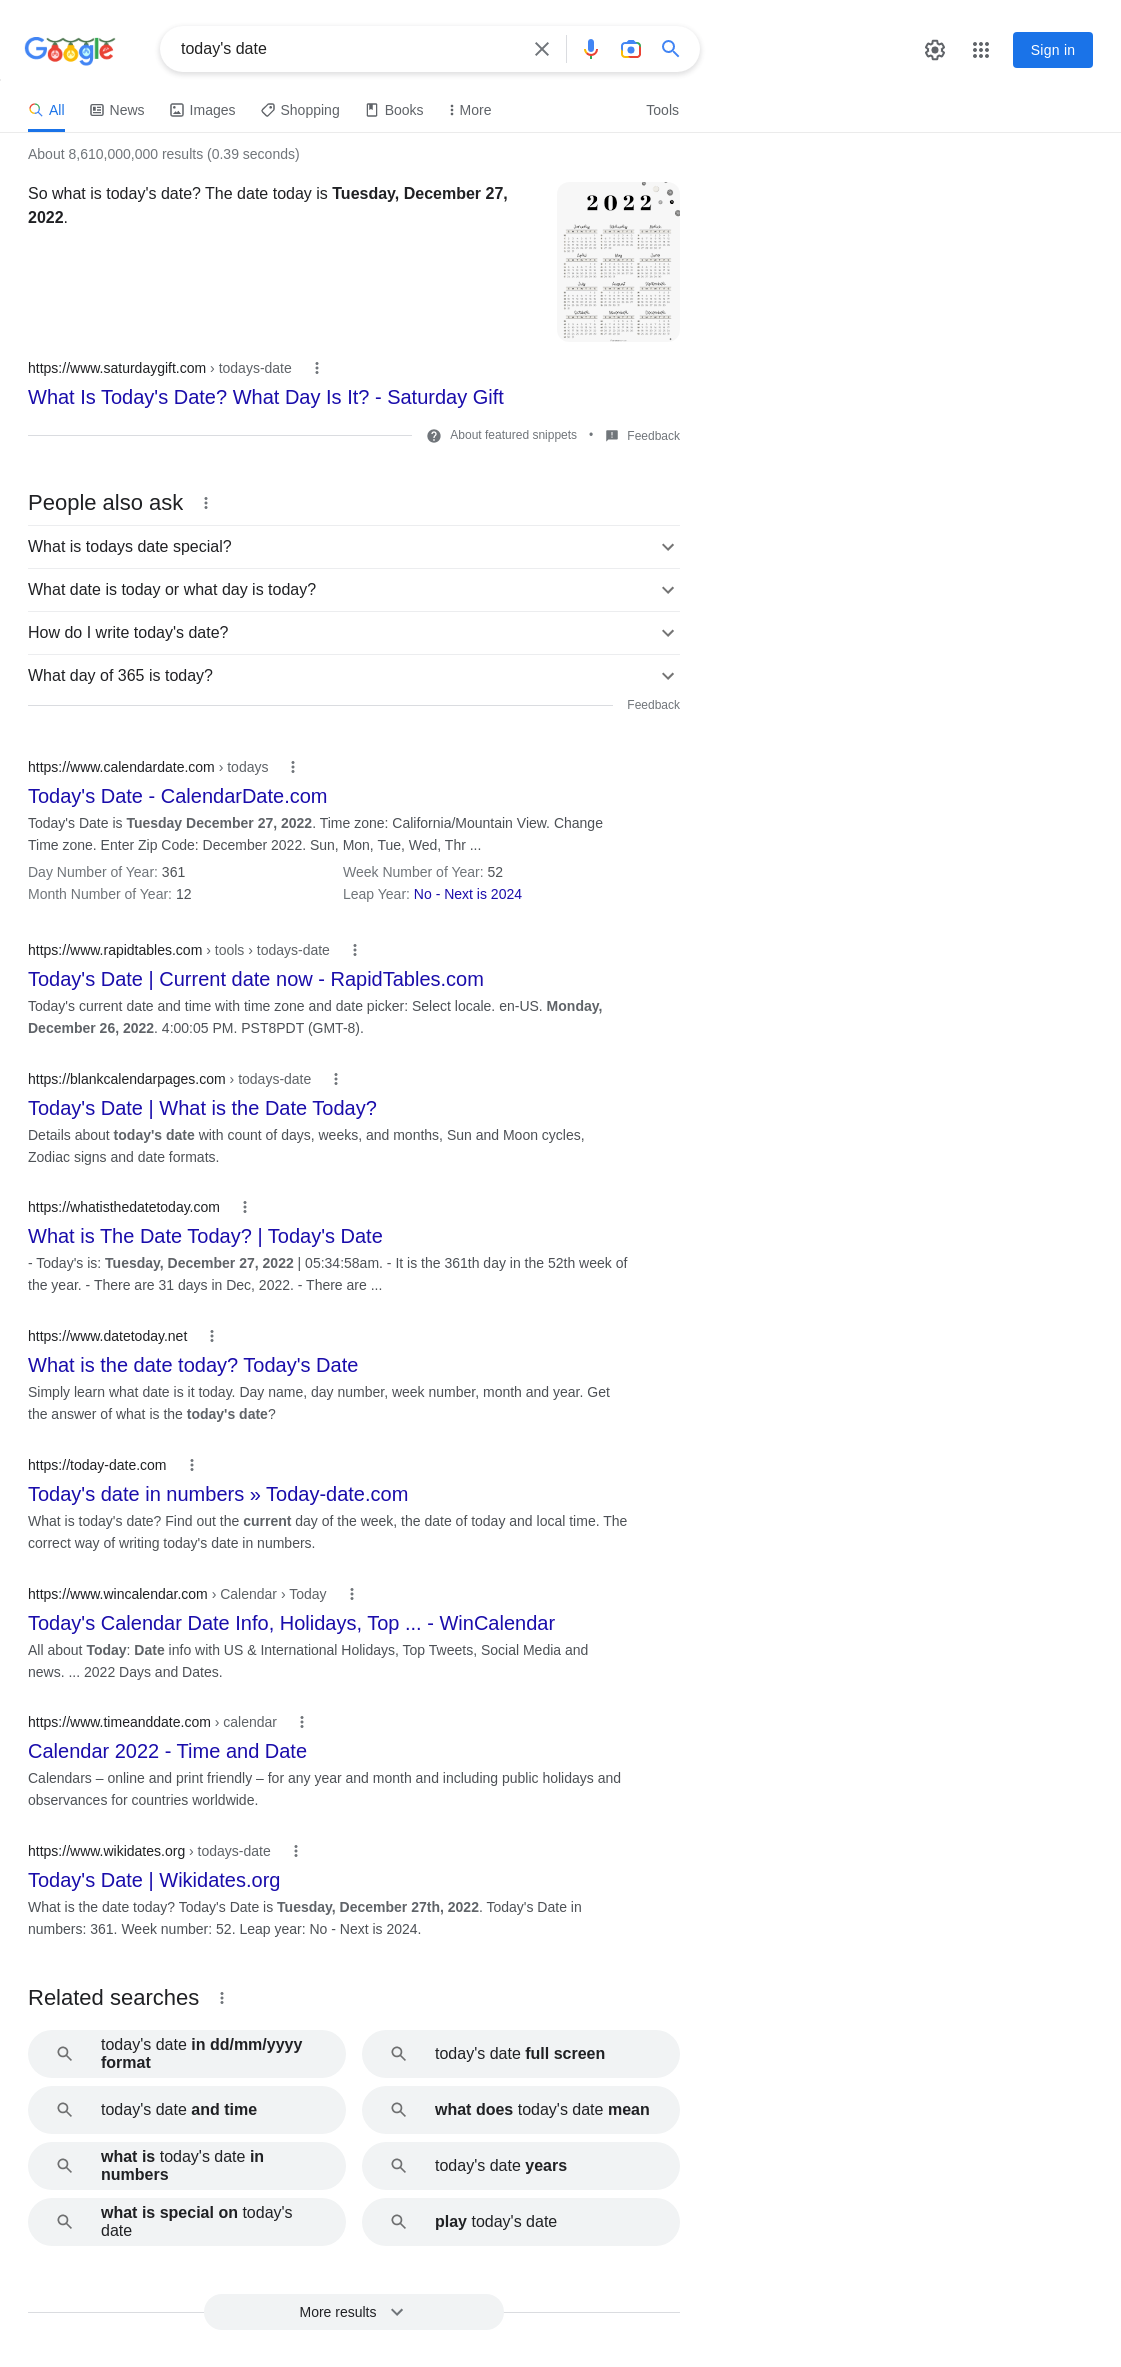 Google
today's date
Sign in
All
News
Images
Shopping
Books
More
Tools
About 8,610,000,000 results (0.39 seconds)
So what is today's date? The date today is Tuesday, December 27,
2022.
2022
https://www.saturdaygift.com › todays-date
What Is Today's Date? What Day Is It? - Saturday Gift
About featured snippets • Feedback
People also ask
What is todays date special?
What date is today or what day is today?
How do I write today's date?
What day of 365 is today?
Feedback
https://www.calendardate.com › todays
Today's Date - CalendarDate.com
Today's Date is Tuesday December 27, 2022. Time zone: California/Mountain View. Change
Time zone. Enter Zip Code: December 2022. Sun, Mon, Tue, Wed, Thr ...
Day Number of Year: 361
Week Number of Year: 52
Month Number of Year: 12
Leap Year: No - Next is 2024
https://www.rapidtables.com › tools › todays-date
Today's Date | Current date now - RapidTables.com
Today's current date and time with time zone and date picker: Select locale. en-US. Monday,
December 26, 2022. 4:00:05 PM. PST8PDT (GMT-8).
https://blankcalendarpages.com › todays-date
Today's Date | What is the Date Today?
Details about today's date with count of days, weeks, and months, Sun and Moon cycles,
Zodiac signs and date formats.
https://whatisthedatetoday.com
What is The Date Today? | Today's Date
- Today's is: Tuesday, December 27, 2022 | 05:34:58am. - It is the 361th day in the 52th week of
the year. - There are 31 days in Dec, 2022. - There are ...
https://www.datetoday.net
What is the date today? Today's Date
Simply learn what date is it today. Day name, day number, week number, month and year. Get
the answer of what is the today's date?
https://today-date.com
Today's date in numbers » Today-date.com
What is today's date? Find out the current day of the week, the date of today and local time. The
correct way of writing today's date in numbers.
https://www.wincalendar.com › Calendar › Today
Today's Calendar Date Info, Holidays, Top ... - WinCalendar
All about Today: Date info with US & International Holidays, Top Tweets, Social Media and
news. ... 2022 Days and Dates.
https://www.timeanddate.com › calendar
Calendar 2022 - Time and Date
Calendars – online and print friendly – for any year and month and including public holidays and
observances for countries worldwide.
https://www.wikidates.org › todays-date
Today's Date | Wikidates.org
What is the date today? Today's Date is Tuesday, December 27th, 2022. Today's Date in
numbers: 361. Week number: 52. Leap year: No - Next is 2024.
Related searches
today's date in dd/mm/yyyy
format
today's date full screen
today's date and time
what does today's date mean
what is today's date in
numbers
today's date years
what is special on today's
date
play today's date
More results